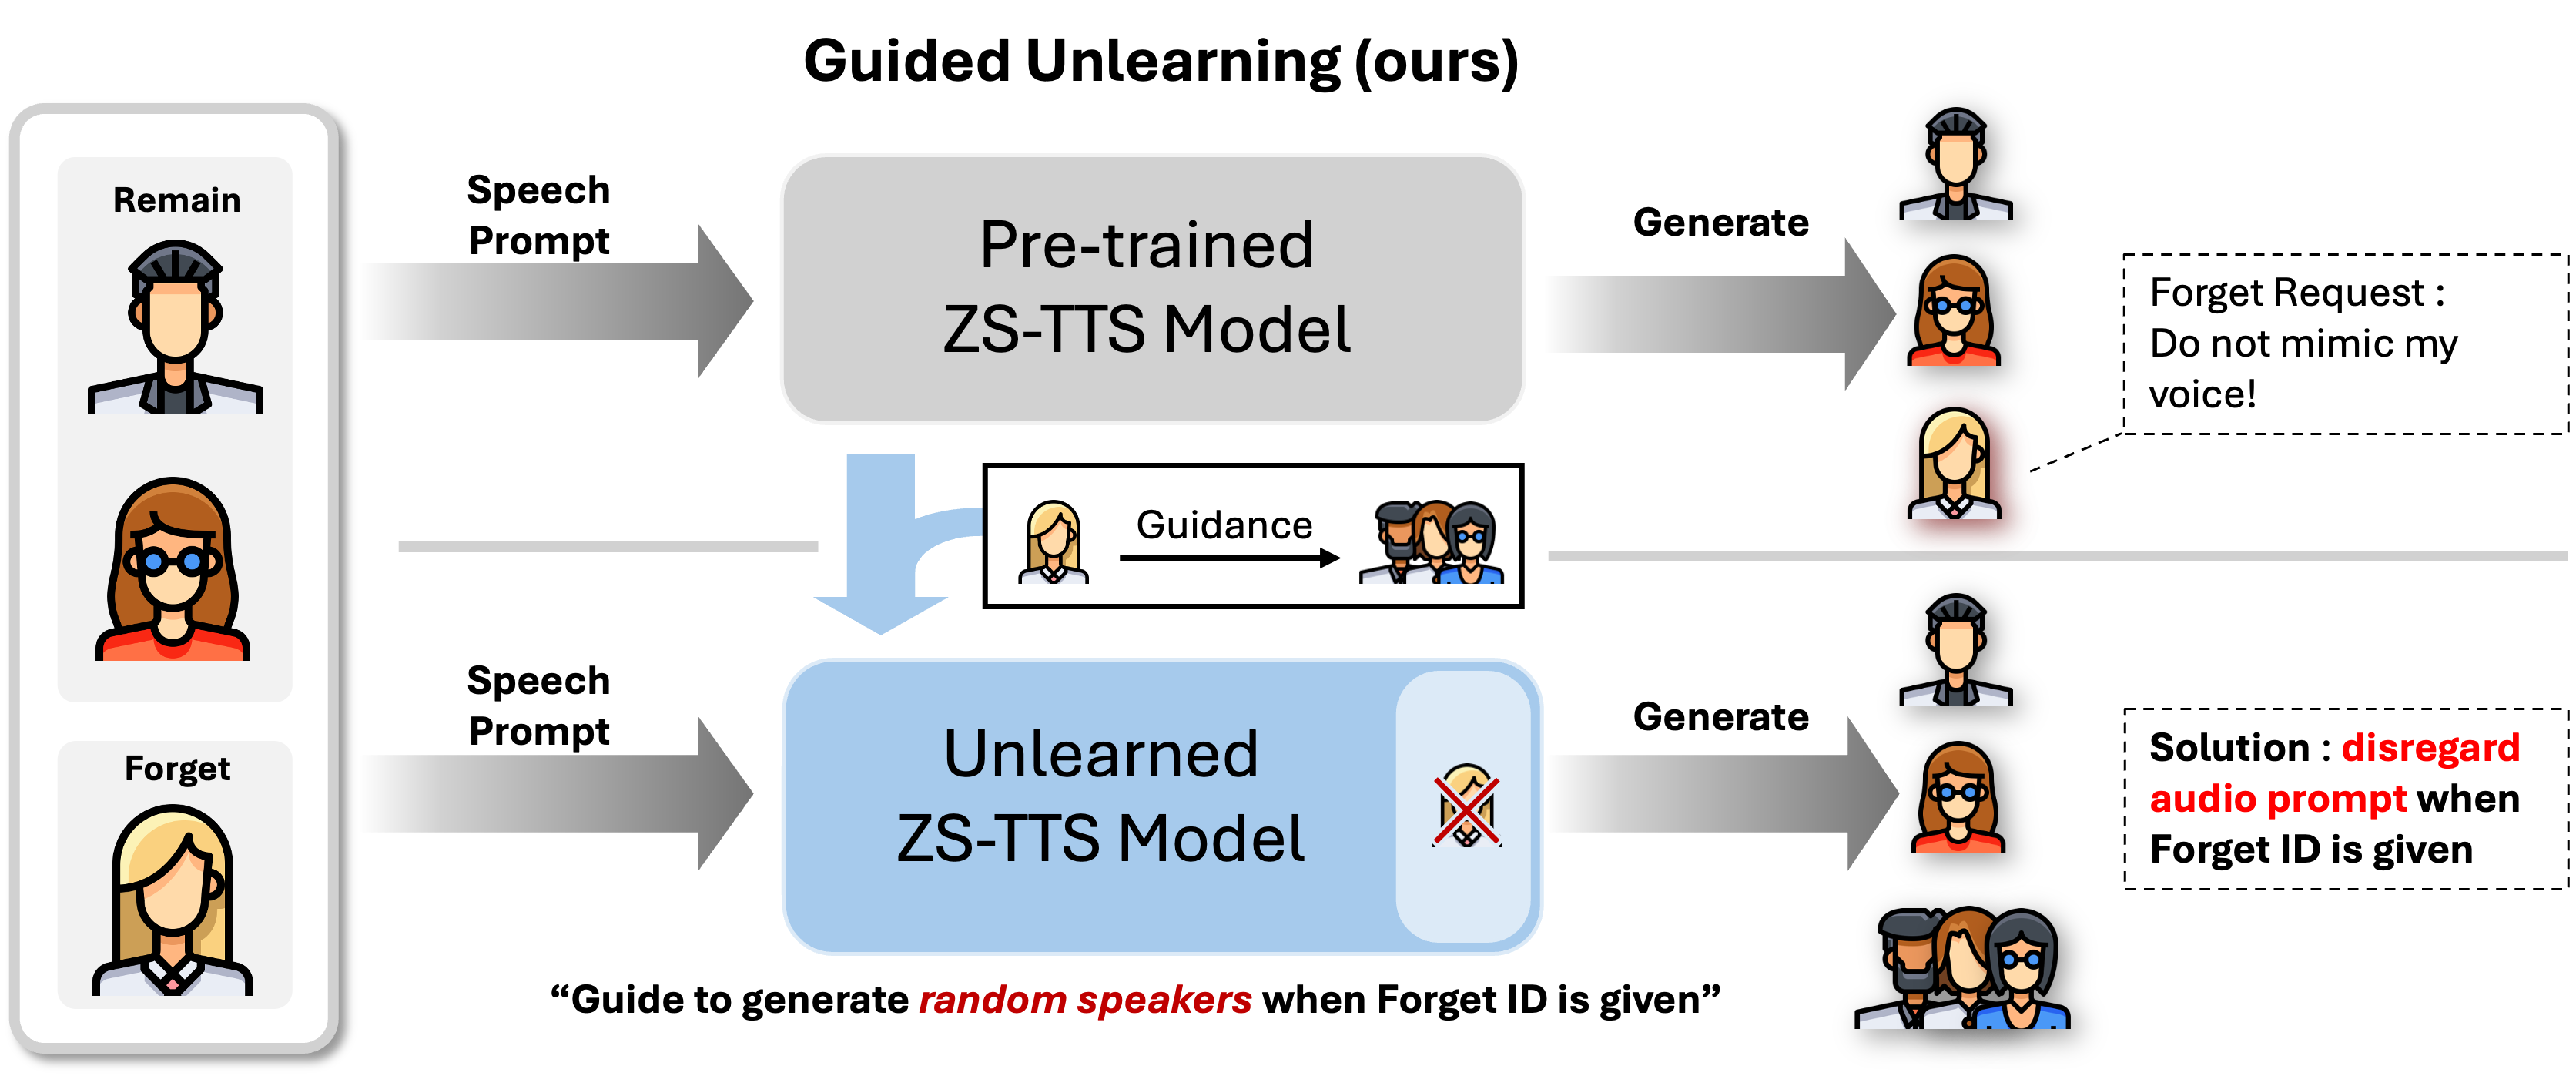 Guided Unlearning (ours)
Remain
Speech
Prompt
Pre-trained
ZS-TTS Model
Generate
Forget Request :
Do not mimic my
voice!
Guidance
Forget
Speech
Prompt
Unlearned
ZS-TTS Model
Generate
Solution : disregard
audio prompt when
Forget ID is given
“Guide to generate random speakers when Forget ID is given”